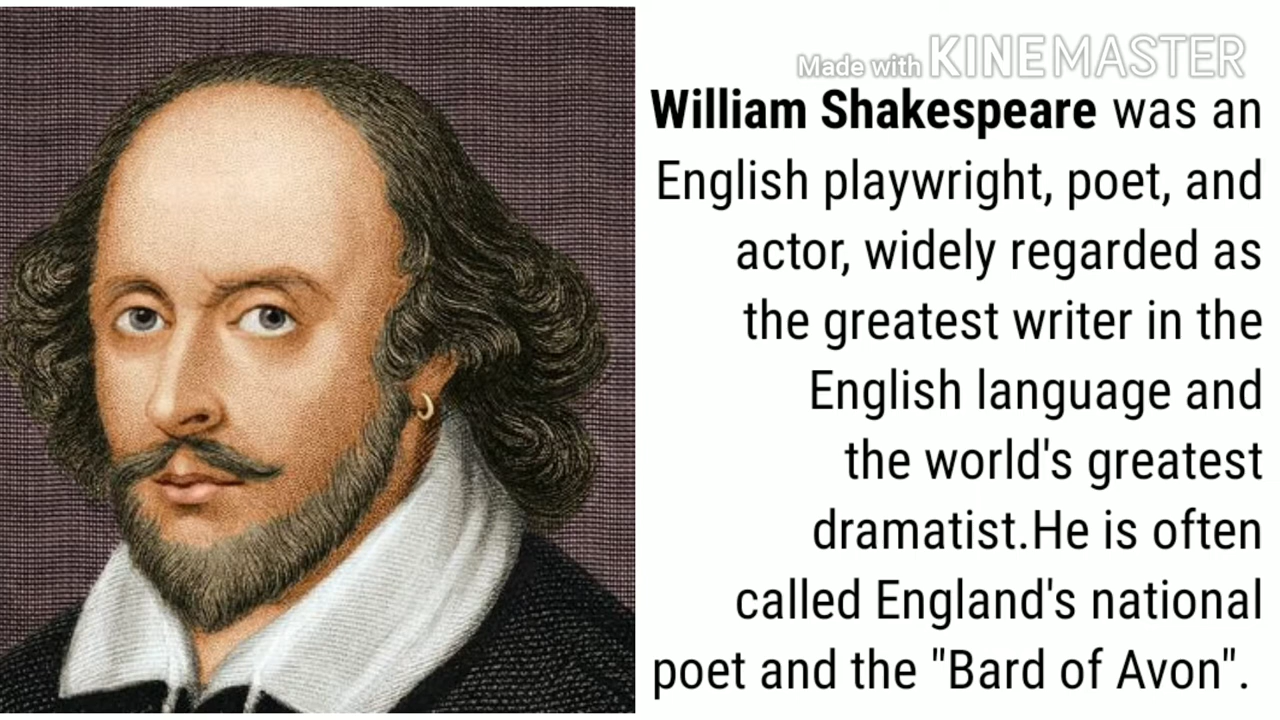 Made with KINEMASTER
William Shakespeare was an
English playwright, poet, and
actor, widely regarded as
the greatest writer in the
English language and
the world's greatest
dramatist.He is often
called England's national
poet and the "Bard of Avon".